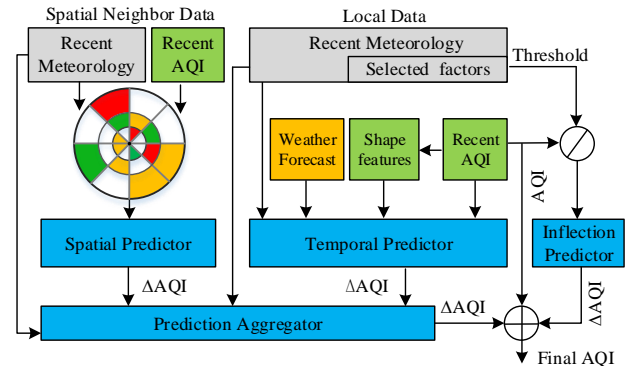 Spatial Neighbor Data
Local Data
Recent
Meteorology
Recent
AQI
Recent Meteorology
Selected factors
Threshold
Weather
Forecast
Shape
features
Recent
AQI
AQI
Spatial Predictor
Temporal Predictor
Inflection
Predictor
ΔAQI
ΔAQI
ΔAQI
ΔAQI
Prediction Aggregator
Final AQI